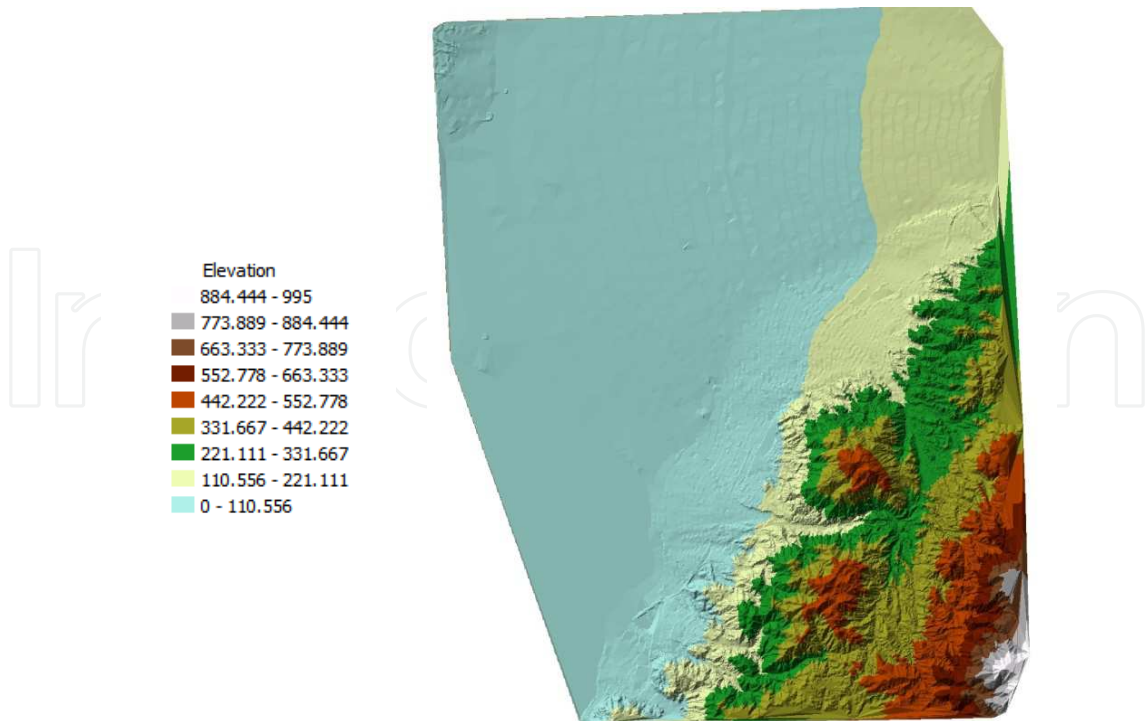 Elevation
884.444 - 995
773.889 - 884.444
663.333 - 773.889
552.778 - 663.333
442.222 - 552.778
331.667 - 442.222
221.111 - 331.667
110.556 - 221.111
0 - 110.556